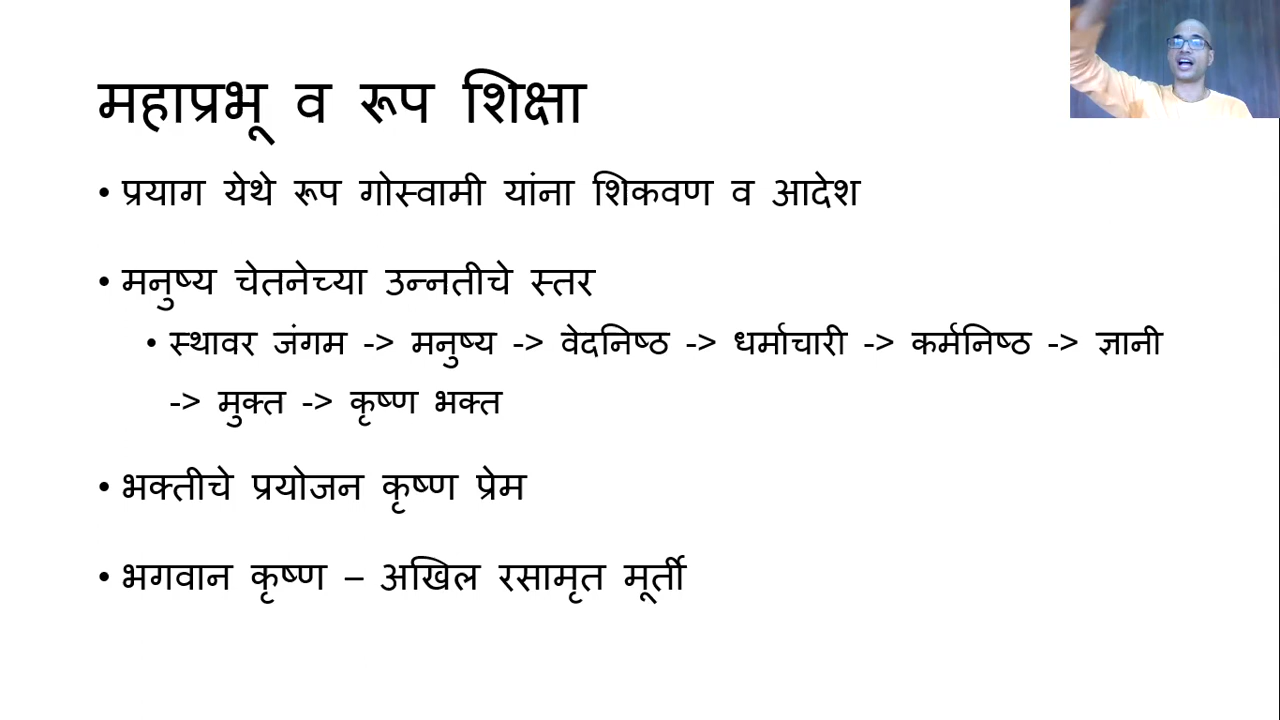 महाप्रभू व रूप शिक्षा
• प्रयाग येथे रूप गोस्वामी यांना शिकवण व आदेश
• मनुष्य चेतनेच्या उन्नतीचे स्तर
• स्थावर जंगम -> मनुष्य -> वेदनिष्ठ -> धर्माचारी -> कर्मनिष्ठ -> ज्ञानी
-> मुक्त -> कृष्ण भक्त
• भक्तीचे प्रयोजन कृष्ण प्रेम
• भगवान कृष्ण – अखिल रसामृत मूर्ती